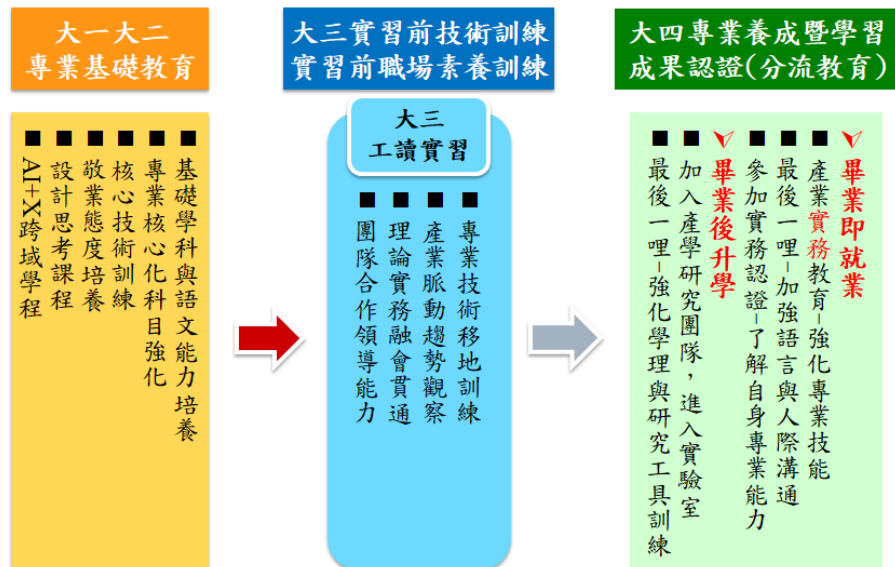 大一大二
專業基礎教育
基礎學科與語文能力培養
專業核心化科目強化
核心技術訓練
敬業態度培養
設計思考課程
AI+X跨域學程
大三實習前技術訓練
實習前職場素養訓練
大三
工讀實習
專業技術移地訓練
產業脈動趨勢觀察
理論實務融會貫通
團隊合作領導能力
大四專業養成暨學習
成果認證(分流教育)
畢業即就業
產業實務教育-強化專業技能
最後一哩-加強語言與人際溝通
參加實務認證-了解自身專業能力
畢業後升學
加入產學研究團隊,進入實驗室
最後一哩-強化學理與研究工具訓練